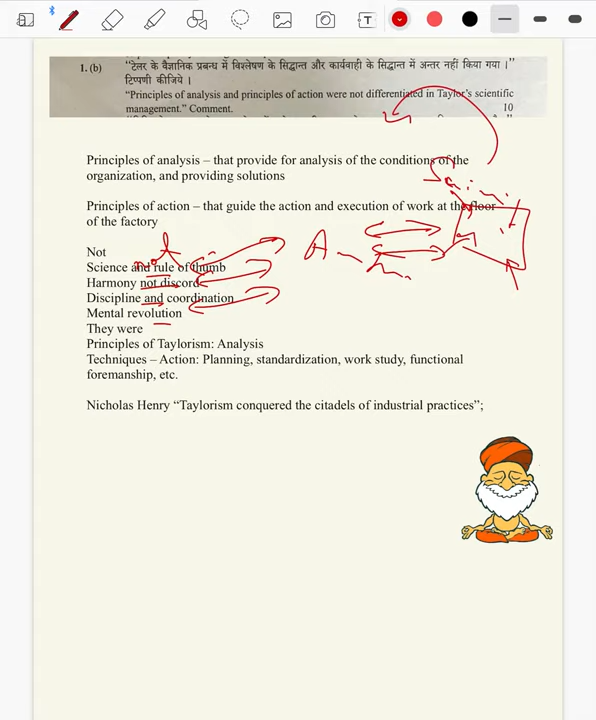 1. (b) "टेलर के वैज्ञानिक प्रबन्ध में विश्लेषण के सिद्धान्त और कार्यवाही के सिद्धान्त में अन्तर नहीं किया गया ।"
टिप्पणी कीजिये ।
"Principles of analysis and principles of action were not differentiated in Taylor's scientific
management." Comment. 10
Principles of analysis – that provide for analysis of the conditions of the
organization, and providing solutions
Principles of action – that guide the action and execution of work at the floor
of the factory
Not
not
Science and rule of thumb
not
Harmony not discord
Discipline and coordination
Mental revolution
They were
Principles of Taylorism: Analysis
Techniques – Action: Planning, standardization, work study, functional
foremanship, etc.
Nicholas Henry "Taylorism conquered the citadels of industrial practices";